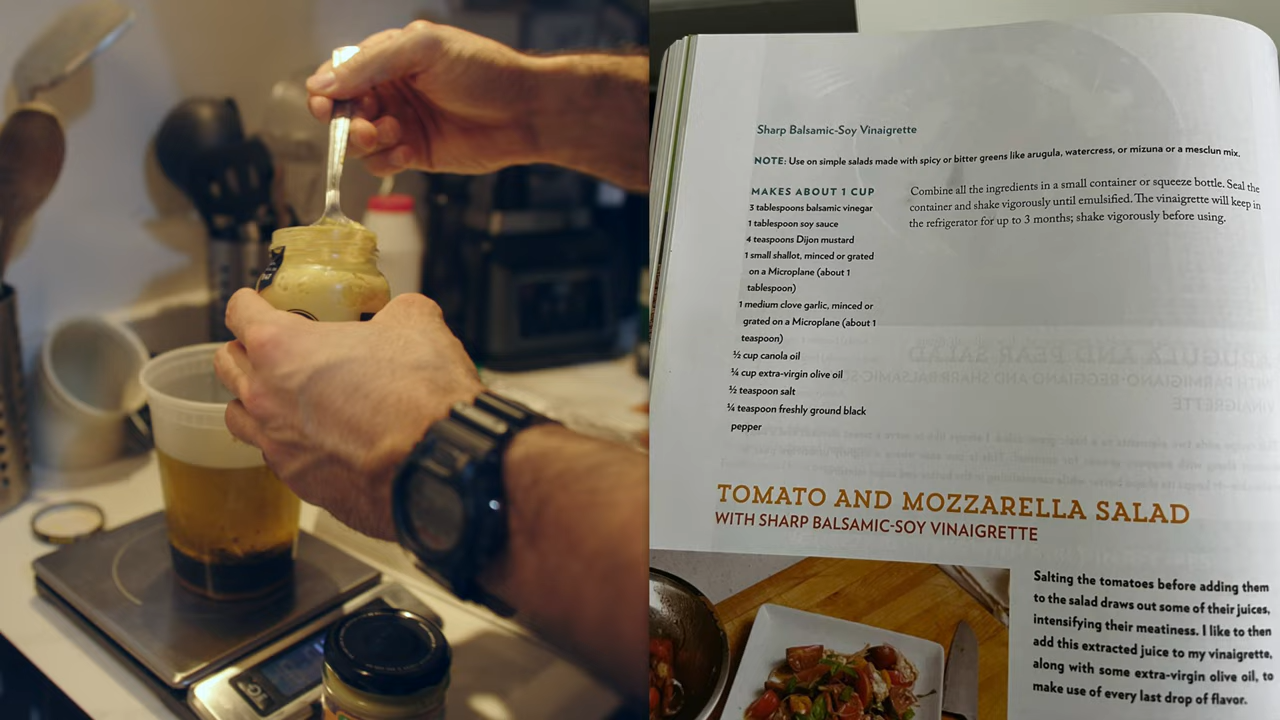 Sharp Balsamic-Soy Vinaigrette
NOTE: Use on simple salads made with spicy or bitter greens like arugula, watercress, or mizuna or a mesclun mix.
MAKES ABOUT 1 CUP
3 tablespoons balsamic vinegar
1 tablespoon soy sauce
4 teaspoons Dijon mustard
1 small shallot, minced or grated
on a Microplane (about 1
tablespoon)
1 medium clove garlic, minced or
grated on a Microplane (about 1
teaspoon)
½ cup canola oil
¼ cup extra-virgin olive oil
½ teaspoon salt
¼ teaspoon freshly ground black
pepper
Combine all the ingredients in a small container or squeeze bottle. Seal the
container and shake vigorously until emulsified. The vinaigrette will keep in
the refrigerator for up to 3 months; shake vigorously before using.
TOMATO AND MOZZARELLA SALAD
WITH SHARP BALSAMIC-SOY VINAIGRETTE
Salting the tomatoes before adding them
to the salad draws out some of their juices,
intensifying their meatiness. I like to then
add this extracted juice to my vinaigrette,
along with some extra-virgin olive oil, to
make use of every last drop of flavor.